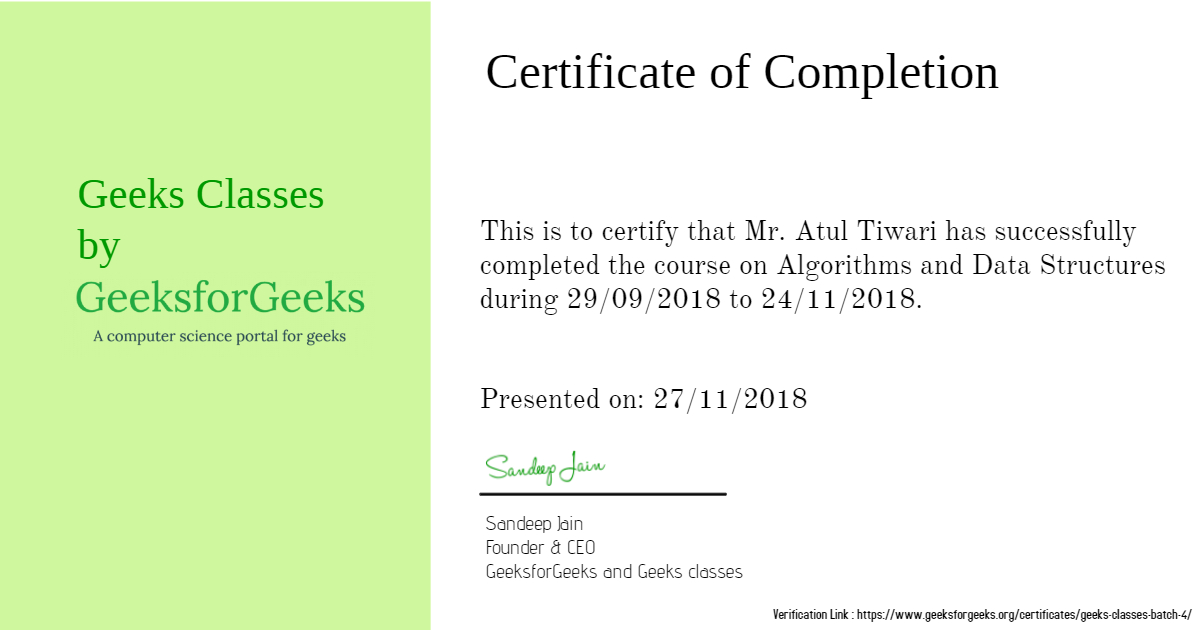 Certificate of Completion
Geeks Classes
by
GeeksforGeeks
A computer science portal for geeks
This is to certify that Mr. Atul Tiwari has successfully
completed the course on Algorithms and Data Structures
during 29/09/2018 to 24/11/2018.
Presented on: 27/11/2018
Sandeep Jain
Sandeep Jain
Founder & CEO
GeeksforGeeks and Geeks classes
Verification Link : https://www.geeksforgeeks.org/certificates/geeks-classes-batch-4/